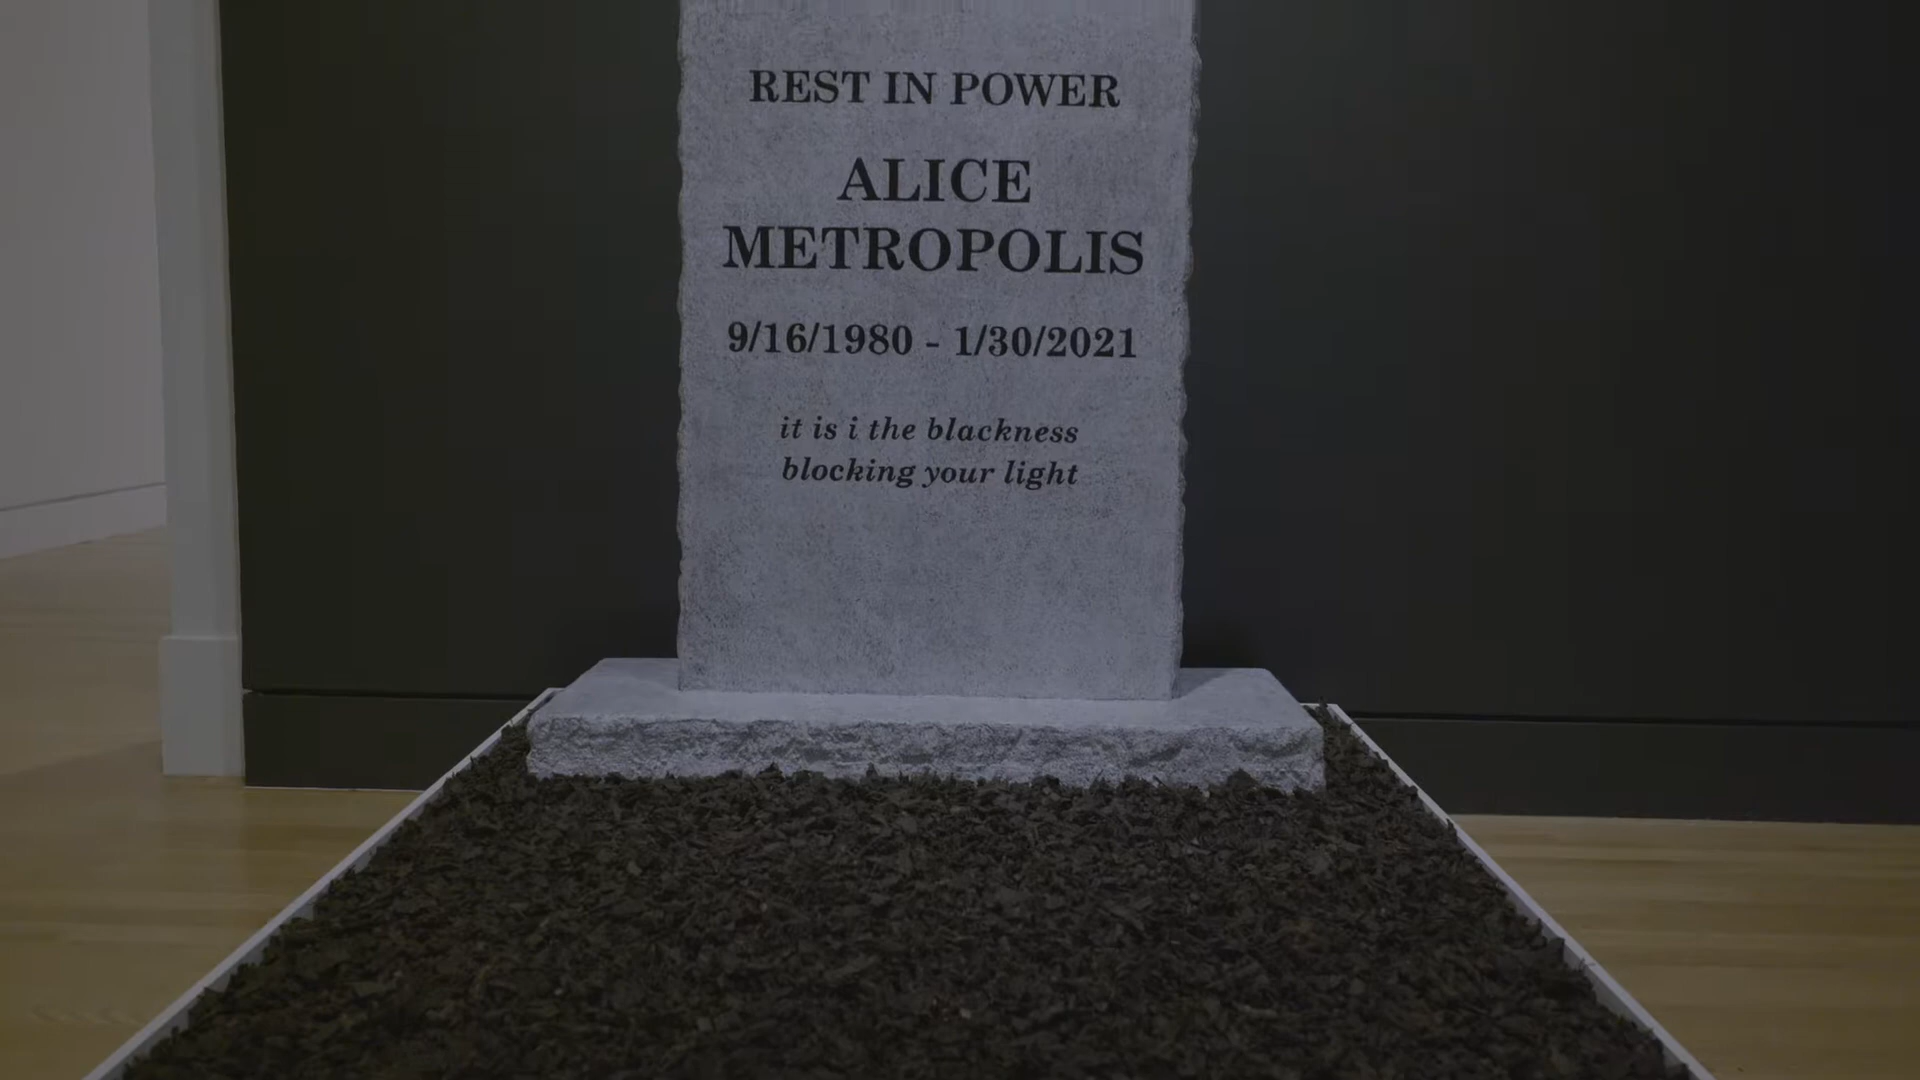 REST IN POWER
ALICE
METROPOLIS
9/16/1980 - 1/30/2021
it is i the blackness
blocking your light